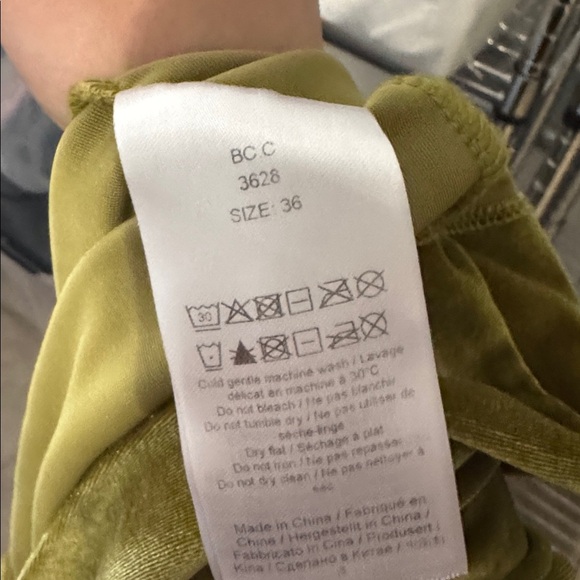 BC C
3628
SIZE: 36
30
Cold gentle machine wash / Lavage
délicat en machine à 30°C
Do not bleach / Ne pas blanchir
Do not tumble dry / Ne pas utiliser de
sèche-linge
Dry flat / Séchage à plat
Do not iron / Ne pas repasser
Do not dry clean / Ne pas nettoyer à
sec
Made in China / Fabriqué en
Chine / Hergestellt in China /
Fabbricato in Cina / Produsert i
Kina / Сделано в Китае /